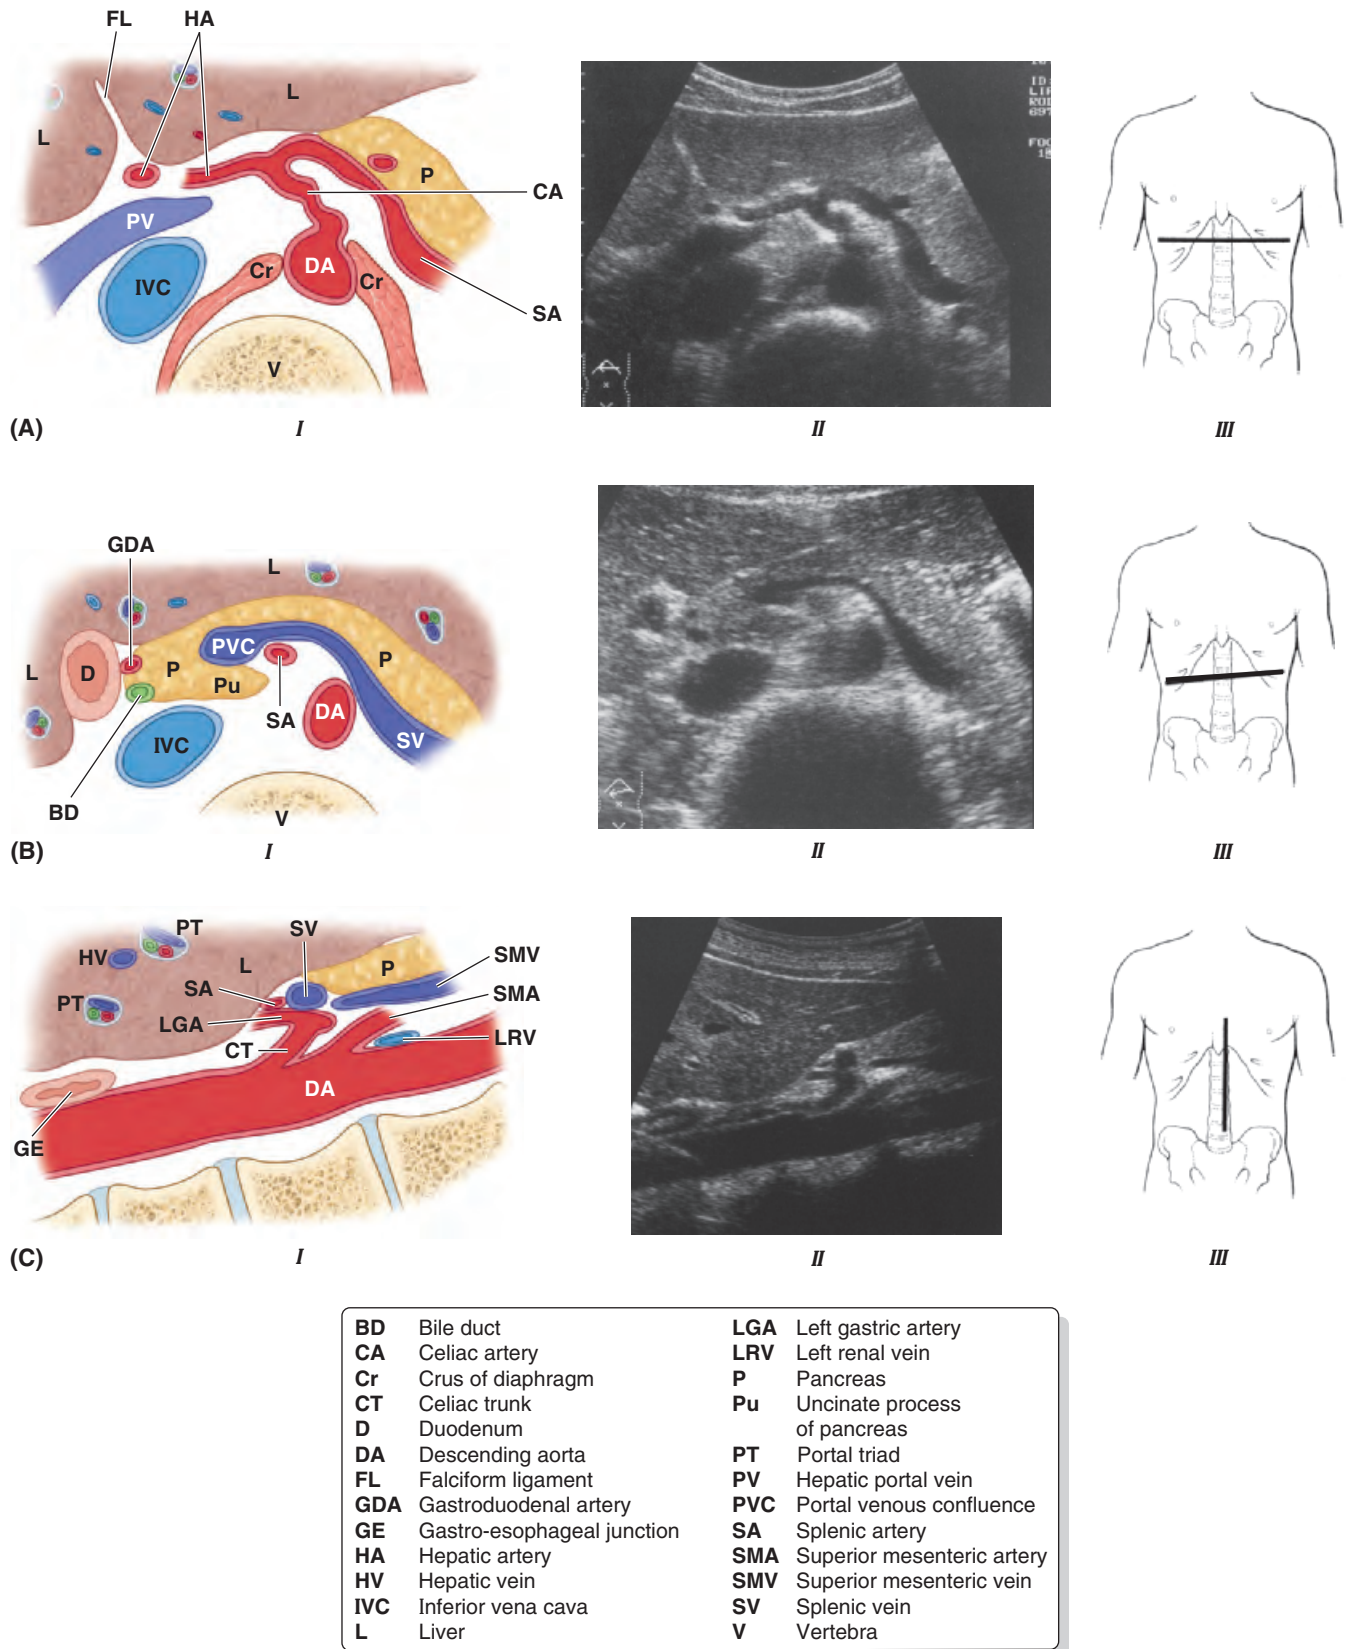 FL HA
L
L
P
CA
PV
Cr DA Cr
IVC
SA
V
ID:
LIF
ROI
697
FOC
(A) I II III
GDA
L
PVC
D P P
L
Pu
SA DA
IVC SV
BD
V
(B) I II III
PT SV
HV L P SMV
SA
PT SMA
LGA
CT LRV
DA
GE
(C) I II III
BD Bile duct
CA Celiac artery
Cr Crus of diaphragm
CT Celiac trunk
D Duodenum
DA Descending aorta
FL Falciform ligament
GDA Gastroduodenal artery
GE Gastro-esophageal junction
HA Hepatic artery
HV Hepatic vein
IVC Inferior vena cava
L Liver
LGA Left gastric artery
LRV Left renal vein
P Pancreas
Pu Uncinate process
of pancreas
PT Portal triad
PV Hepatic portal vein
PVC Portal venous confluence
SA Splenic artery
SMA Superior mesenteric artery
SMV Superior mesenteric vein
SV Splenic vein
V Vertebra